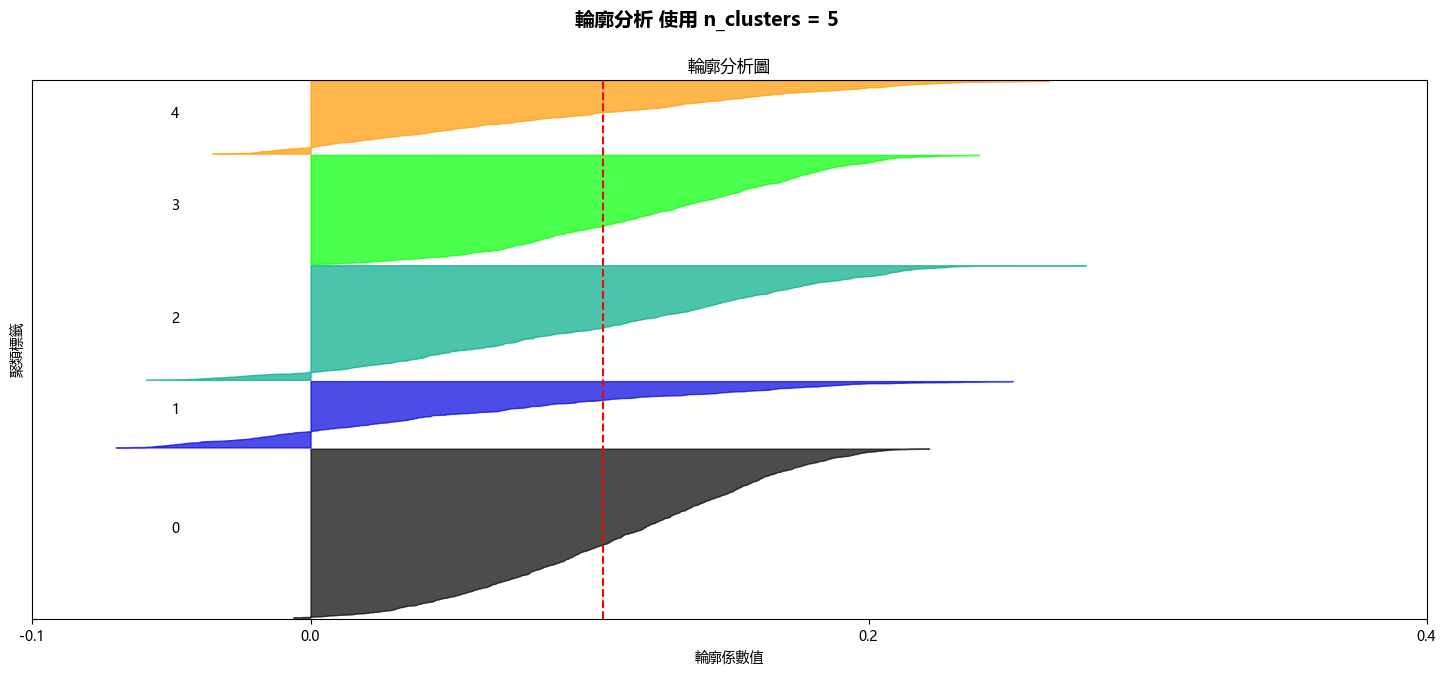 輪廓分析 使用 n_clusters = 5
輪廓分析圖
4
3
2
1
0
聚類標籤
-0.1
0.0
0.2
0.4
輪廓係數值